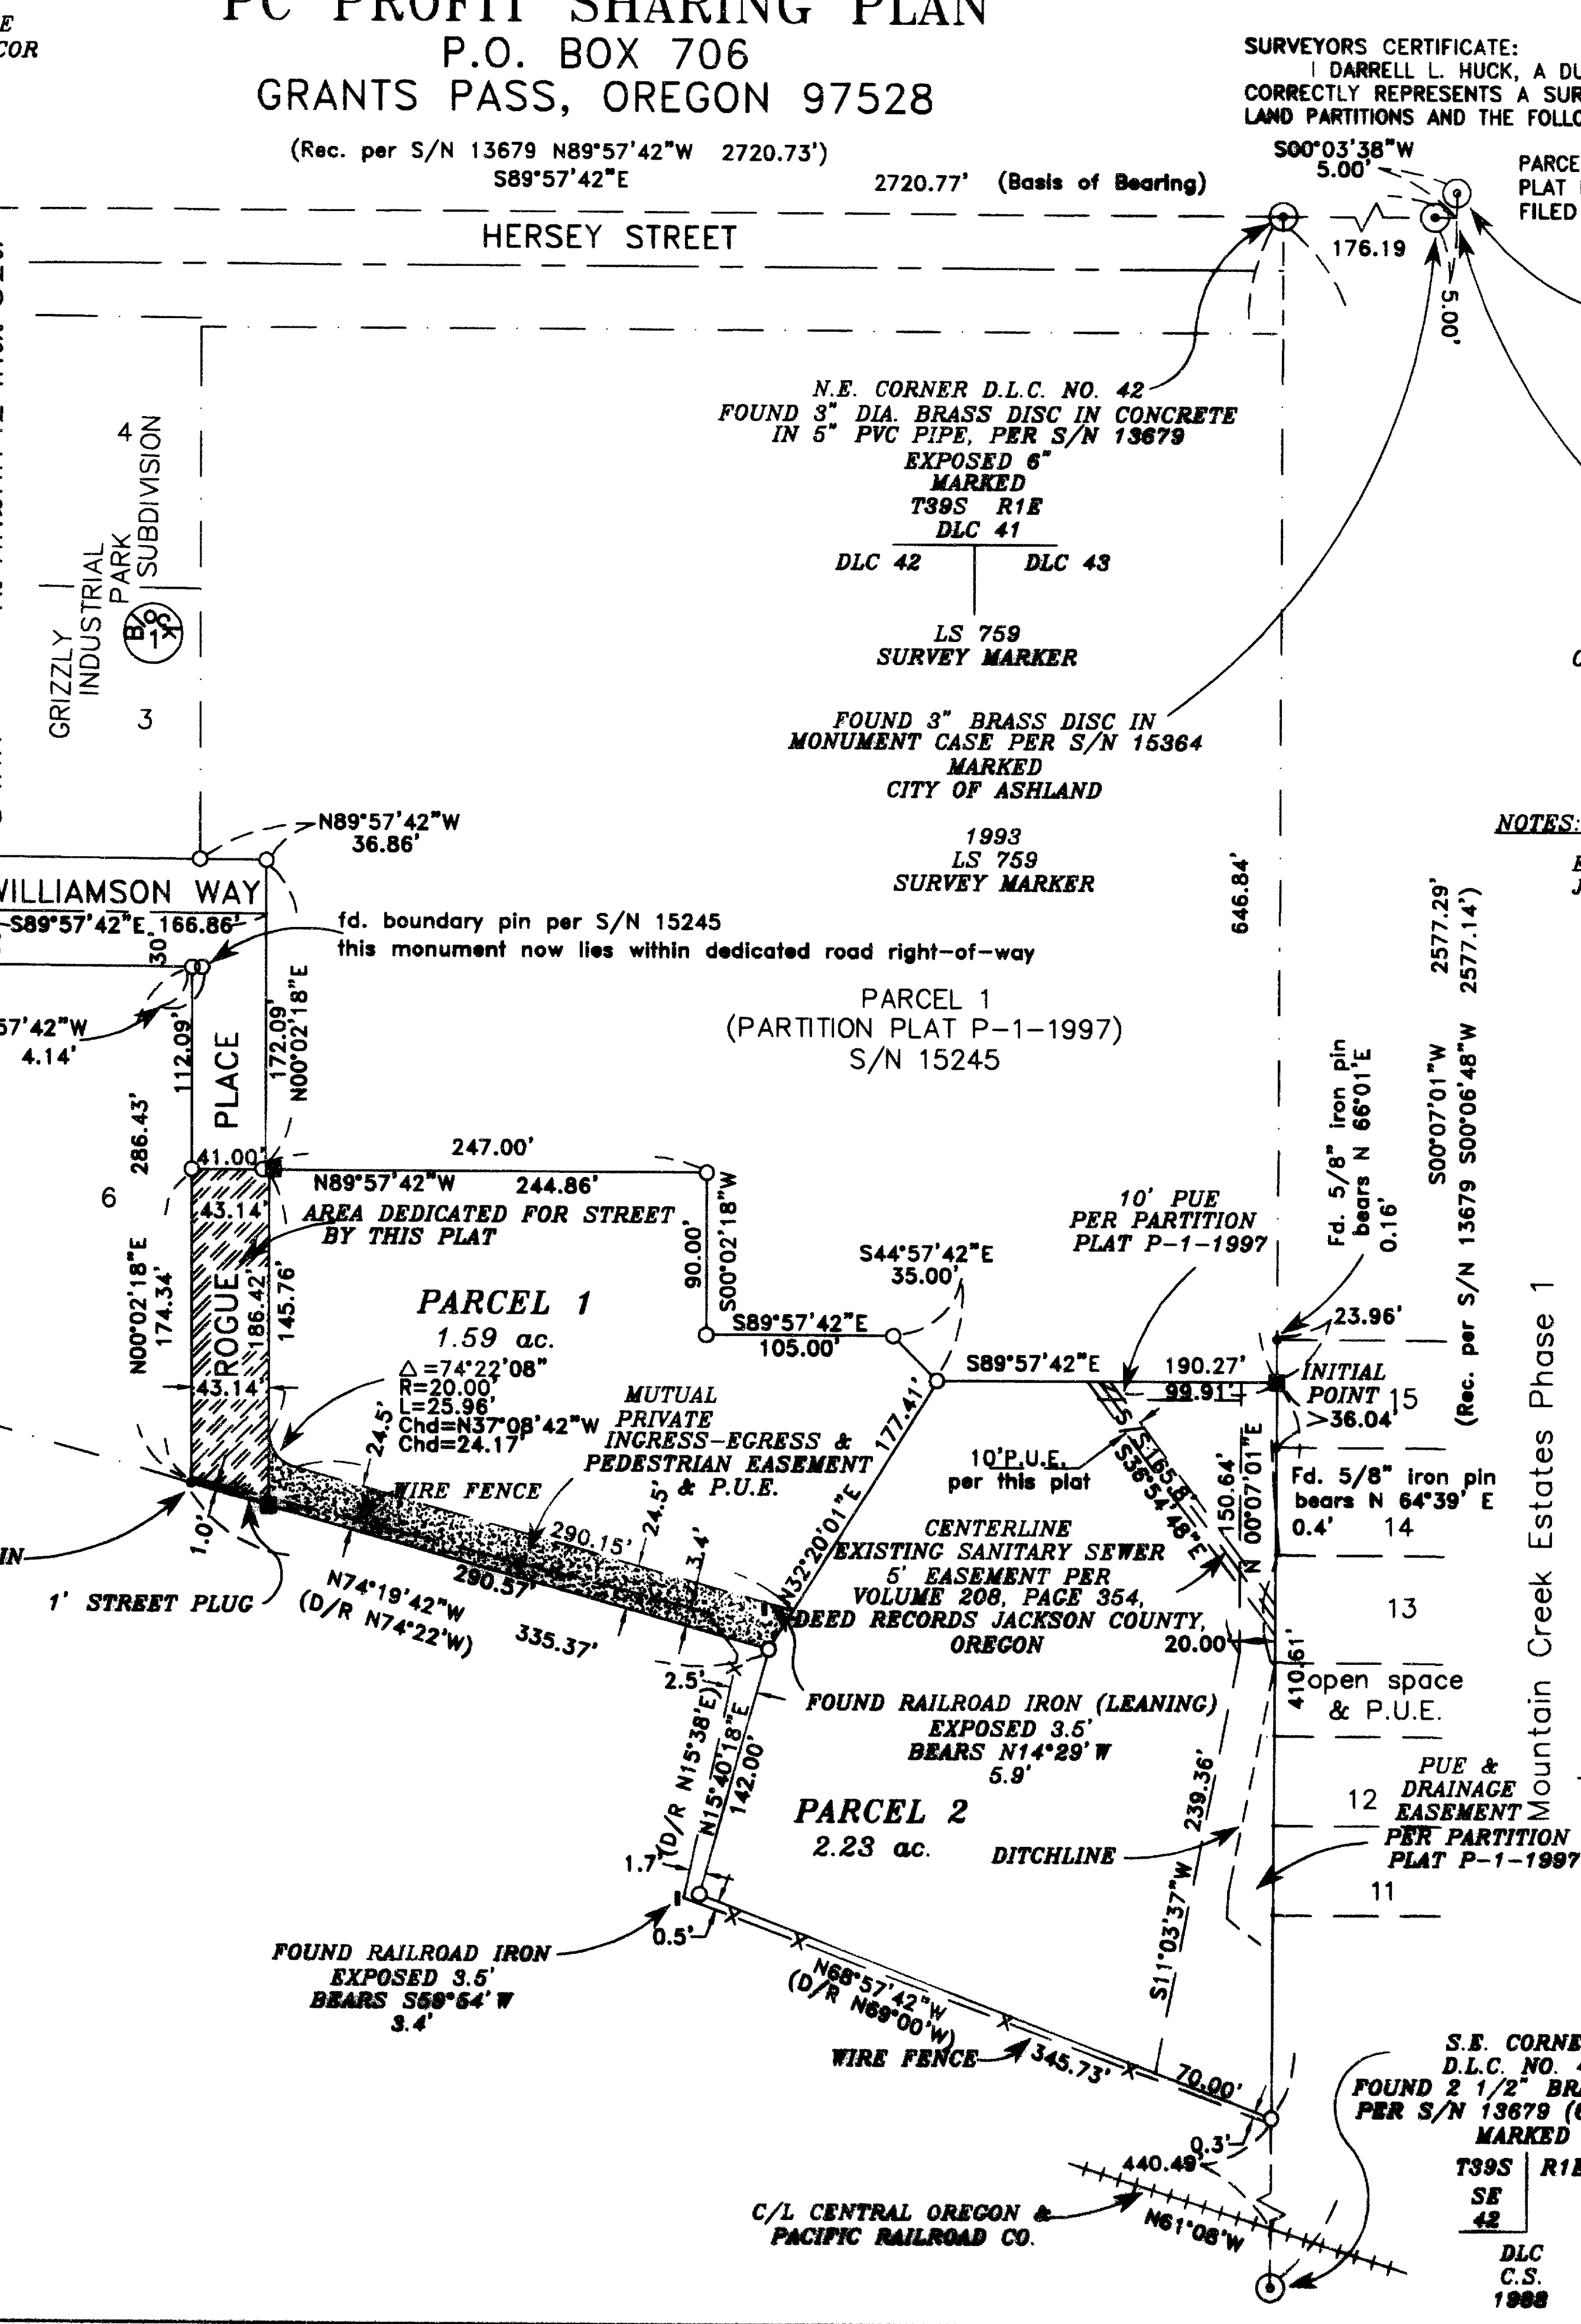 PC PROFIT SHARING PLAN
P.O. BOX 706
GRANTS PASS, OREGON 97528
E
COR
SURVEYORS CERTIFICATE:
I DARRELL L. HUCK, A DU
CORRECTLY REPRESENTS A SUR
LAND PARTITIONS AND THE FOLLO
(Rec. per S/N 13679 N89°57'42"W 2720.73')
S89°57'42"E
2720.77' (Basis of Bearing)
S00°03'38"W
5.00'
PARCE
PLAT
FILED
HERSEY STREET
176.19
5.00'
N.E. CORNER D.L.C. NO. 42
FOUND 3" DIA. BRASS DISC IN CONCRETE
IN 5" PVC PIPE, PER S/N 13679
EXPOSED 6"
MARKED
T39S R1E
DLC 41
DLC 42 DLC 43
LS 759
SURVEY MARKER
4
GRIZZLY
INDUSTRIAL
PARK
SUBDIVISION
Block
1
3
FOUND 3" BRASS DISC IN
MONUMENT CASE PER S/N 15364
MARKED
CITY OF ASHLAND
1993
LS 759
SURVEY MARKER
NOTES:
N89°57'42"W
36.86'
WILLIAMSON WAY
S89°57'42"E 166.86'
30'
fd. boundary pin per S/N 15245
this monument now lies within dedicated road right-of-way
646.84'
S00°07'01"W 2577.29'
(Rec. per S/N 13679 S00°06'48"W 2577.14')
57'42"W
4.14'
112.09'
PLACE
172.09'
N00°02'18"E
PARCEL 1
(PARTITION PLAT P-1-1997)
S/N 15245
Fd. 5/8" iron pin
bears N 66°01'E
0.16'
286.43'
6
41.00'
247.00'
N89°57'42"W 244.86'
43.14'
AREA DEDICATED FOR STREET
BY THIS PLAT
90.00'
S00°02'18"W
10' PUE
PER PARTITION
PLAT P-1-1997
S44°57'42"E
35.00'
N00°02'18"E
174.34'
ROGUE
186.42'
145.76'
PARCEL 1
1.59 ac.
S89°57'42"E
105.00'
23.96'
Δ=74°22'08"
R=20.00'
L=25.96'
Chd=N37°08'42"W
Chd=24.17'
43.14'
24.5'
MUTUAL
PRIVATE
INGRESS-EGRESS &
PEDESTRIAN EASEMENT
& P.U.E.
177.41'
N32°20'01"E
S89°57'42"E 190.27'
99.91'
INITIAL
POINT
36.04'
15
10'P.U.E.
per this plat
S 165.8'
S36°54'48"E
150.64'
N 00°07'01"E
Fd. 5/8" iron pin
bears N 64°39' E
0.4'
14
WIRE FENCE
24.5'
290.15'
3.4'
1.0'
IN
1' STREET PLUG
290.57'
N74°19'42"W
(D/R N74°22'W)
335.37'
CENTERLINE
EXISTING SANITARY SEWER
5' EASEMENT PER
VOLUME 208, PAGE 354,
DEED RECORDS JACKSON COUNTY,
OREGON
20.00'
13
410.61'
open space
& P.U.E.
Mountain Creek Estates Phase 1
2.5'
(D/R N15°38'E)
N15°40'18"E
142.00'
FOUND RAILROAD IRON (LEANING)
EXPOSED 3.5'
BEARS N14°29'W
5.9'
PARCEL 2
2.23 ac.
239.36'
S11°03'37"W
DITCHLINE
12
PUE &
DRAINAGE
EASEMENT
PER PARTITION
PLAT P-1-1997
11
1.7'
0.5'
FOUND RAILROAD IRON
EXPOSED 3.5'
N68°57'42"W
(D/R N69°00'W)
WIRE FENCE
345.73'
70.00'
0.3'
440.49'
C/L CENTRAL OREGON &
PACIFIC RAILROAD CO.
N61°08'W
S.E. CORNE
D.L.C. NO. 4
FOUND 2 1/2" BRA
PER S/N 13679 (
MARKED
T39S R1E
SE
42
DLC
C.S.
1988